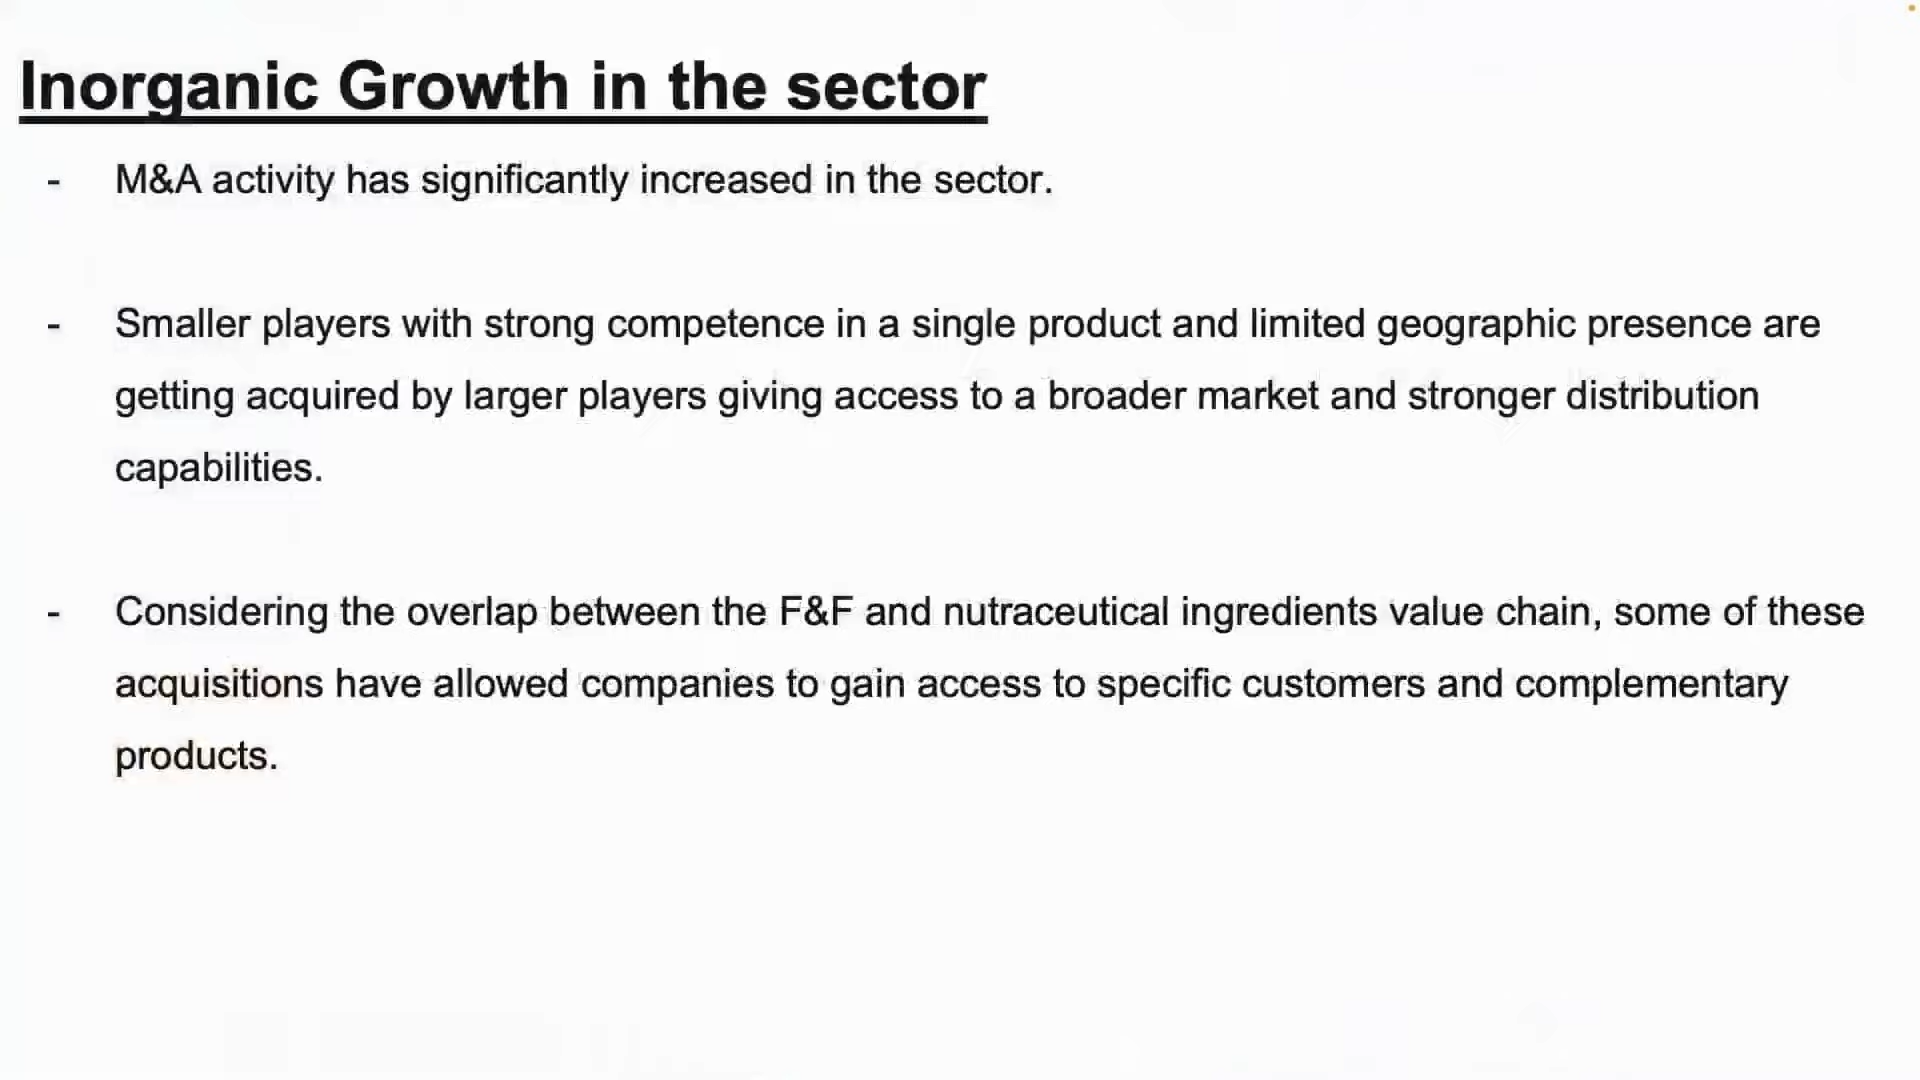 Inorganic Growth in the sector
- M&A activity has significantly increased in the sector.
- Smaller players with strong competence in a single product and limited geographic presence are
getting acquired by larger players giving access to a broader market and stronger distribution
capabilities.
- Considering the overlap between the F&F and nutraceutical ingredients value chain, some of these
acquisitions have allowed companies to gain access to specific customers and complementary
products.